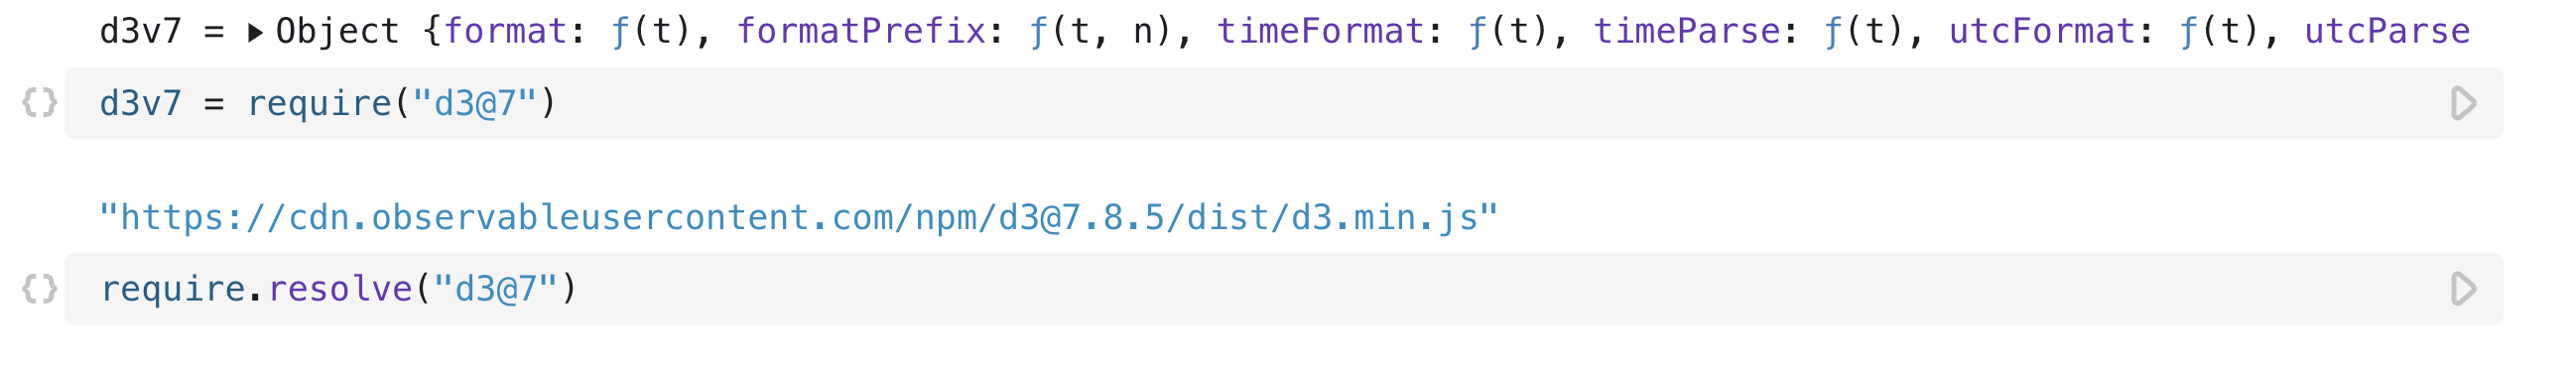 d3v7 = ▸Object {format: ƒ(t), formatPrefix: ƒ(t, n), timeFormat: ƒ(t), timeParse: ƒ(t), utcFormat: ƒ(t), utcParse
{} d3v7 = require("d3@7")
"https://cdn.observableusercontent.com/npm/d3@7.8.5/dist/d3.min.js"
{} require.resolve("d3@7")